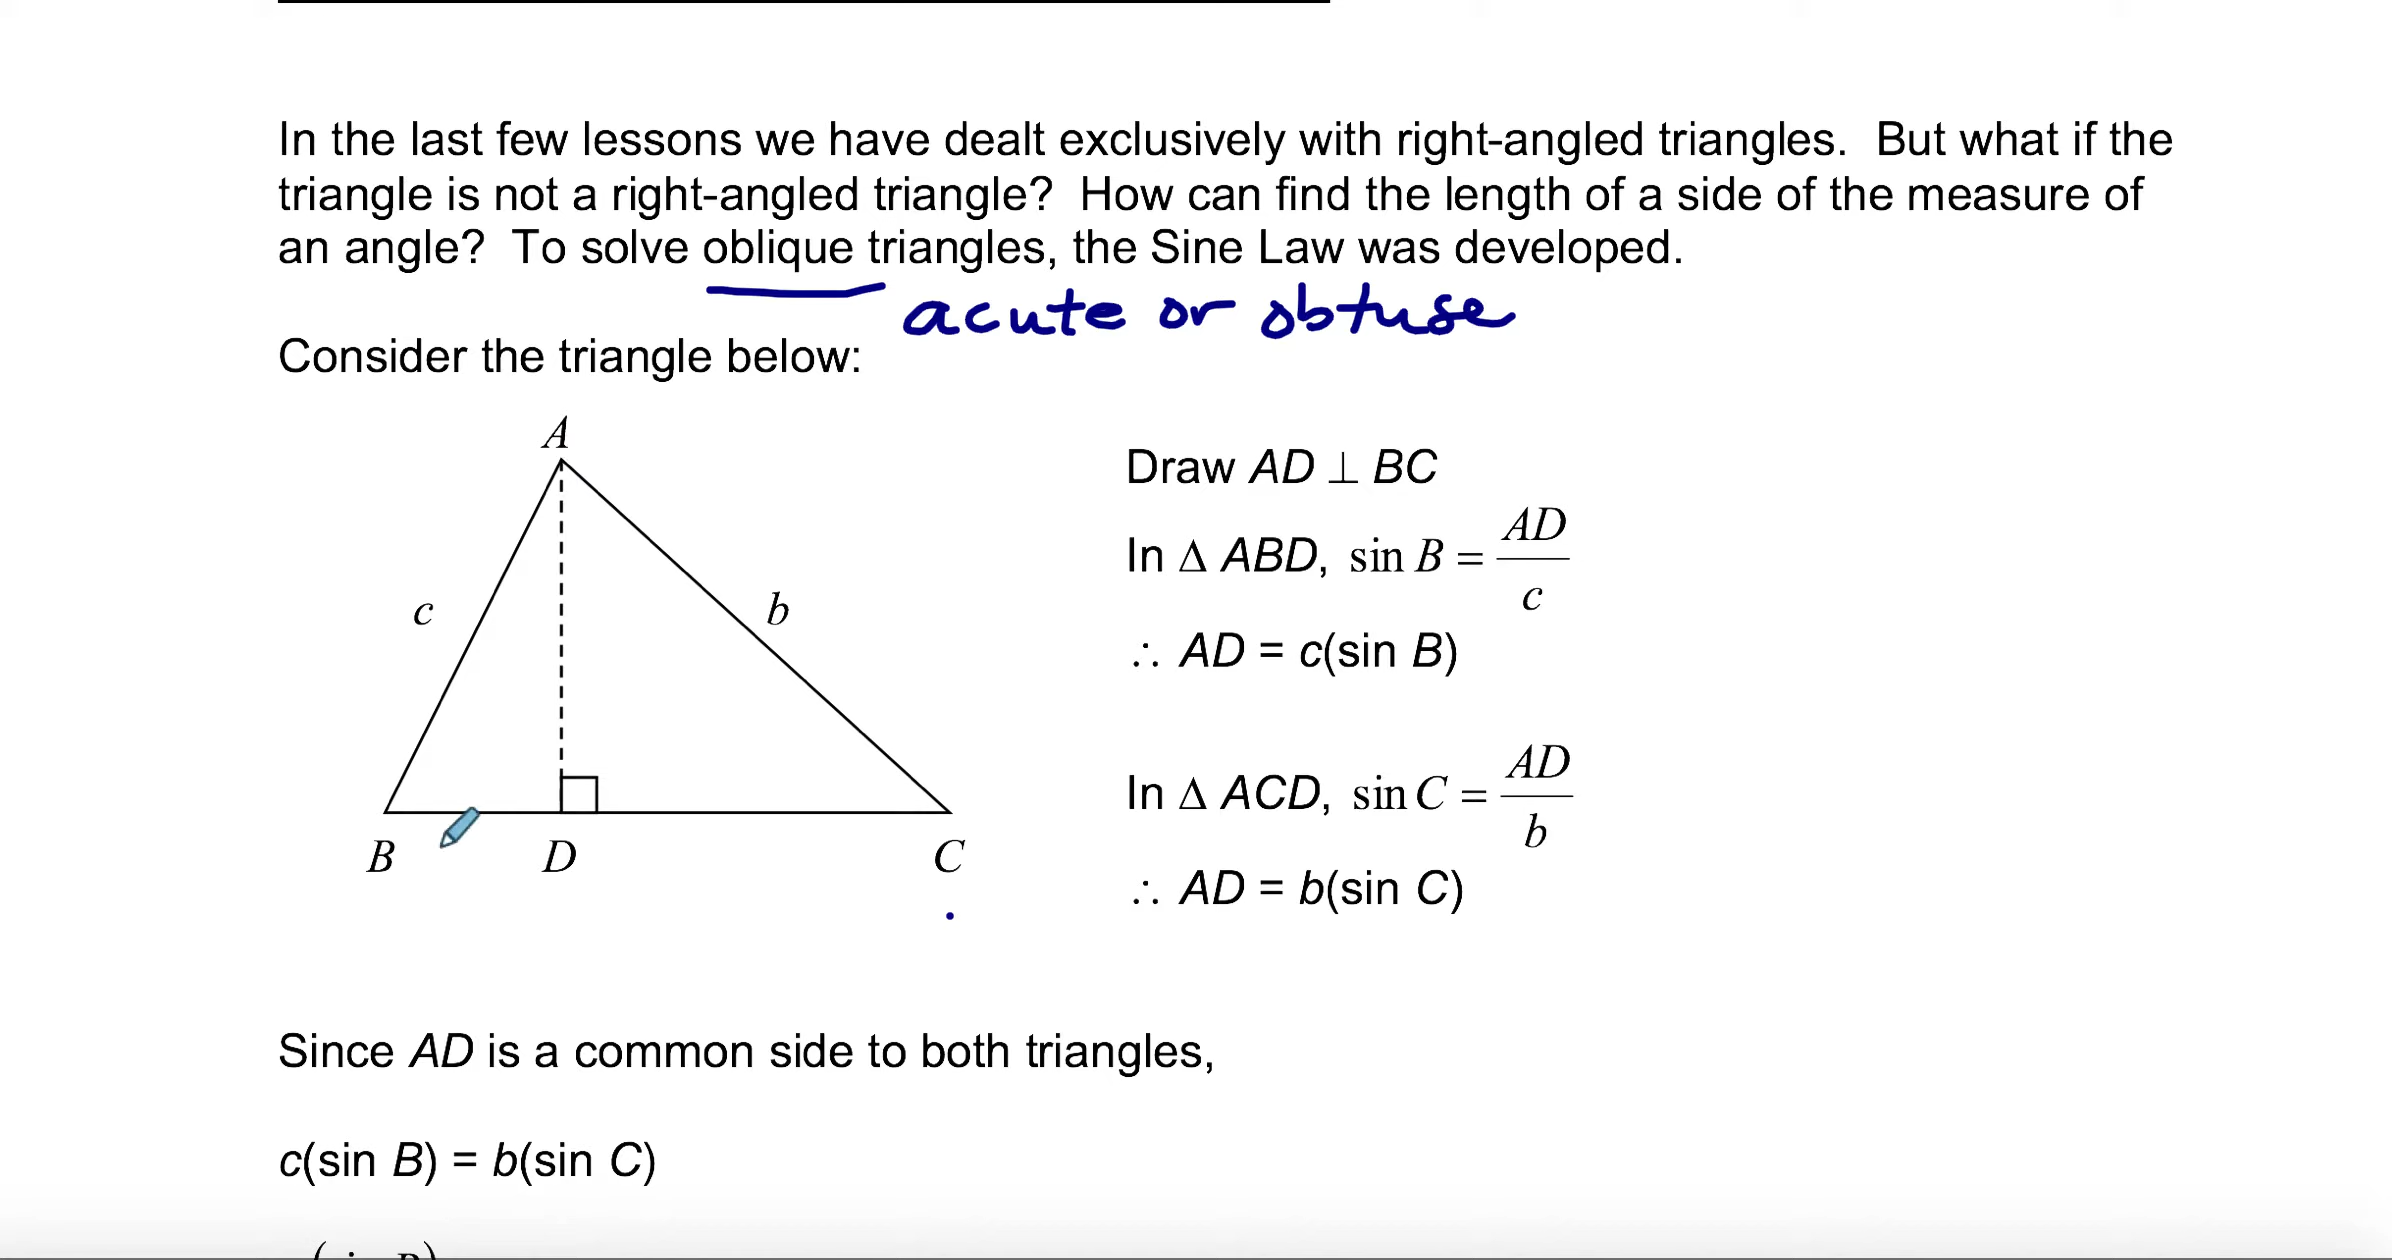 In the last few lessons we have dealt exclusively with right-angled triangles. But what if the
triangle is not a right-angled triangle? How can find the length of a side of the measure of
an angle? To solve oblique triangles, the Sine Law was developed.
acute or obtuse
Consider the triangle below:
A
c
b
B
D
C
Draw AD ⊥ BC
In Δ ABD, sin B = AD/c
∴ AD = c(sin B)
In Δ ACD, sin C = AD/b
∴ AD = b(sin C)
Since AD is a common side to both triangles,
c(sin B) = b(sin C)